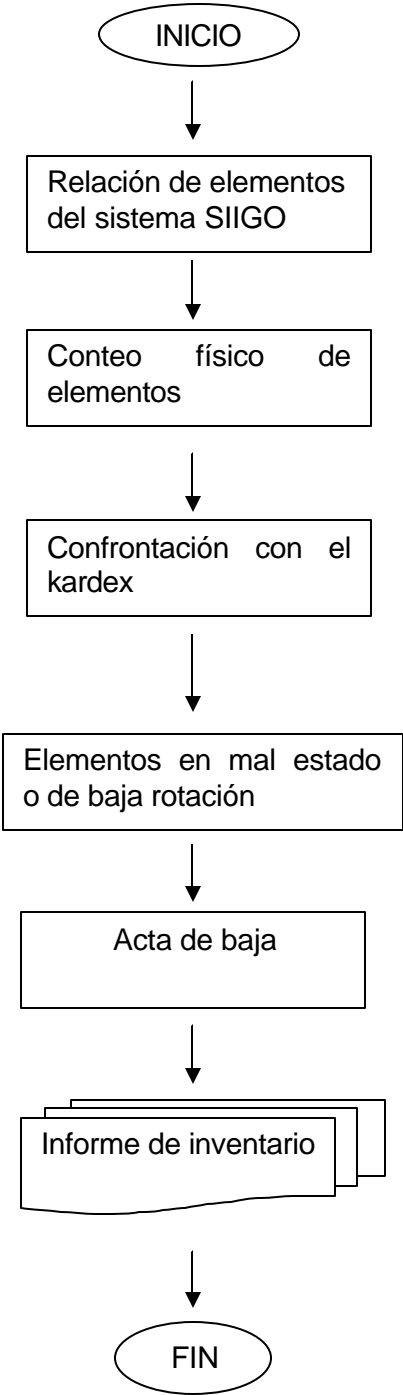 INICIO
Relación de elementos
del sistema SIIGO
Conteo físico de
elementos
Confrontación con el
kardex
Elementos en mal estado
o de baja rotación
Acta de baja
Informe de inventario
FIN